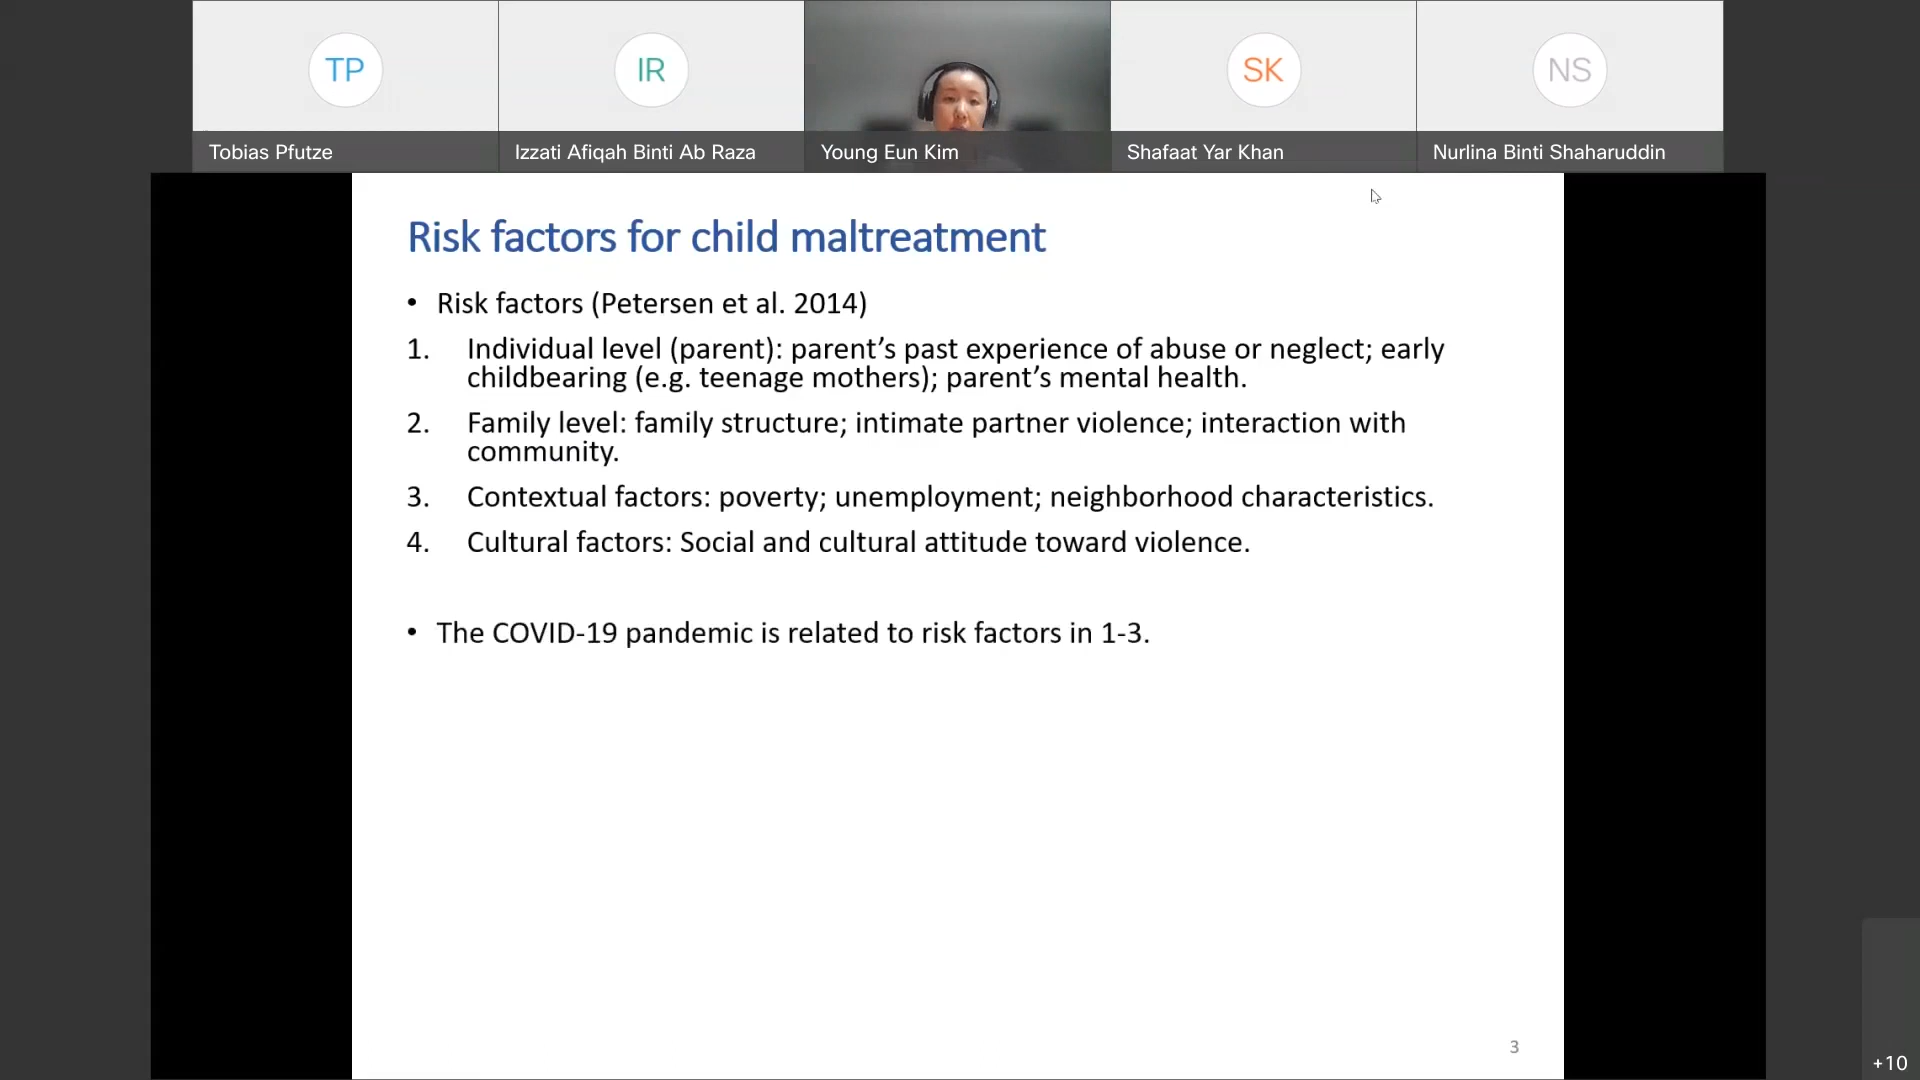 TP
IR
SK
NS
Tobias Pfutze
Izzati Afiqah Binti Ab Raza
Young Eun Kim
Shafaat Yar Khan
Nurlina Binti Shaharuddin
Risk factors for child maltreatment
• Risk factors (Petersen et al. 2014)
1. Individual level (parent): parent’s past experience of abuse or neglect; early
childbearing (e.g. teenage mothers); parent’s mental health.
2. Family level: family structure; intimate partner violence; interaction with
community.
3. Contextual factors: poverty; unemployment; neighborhood characteristics.
4. Cultural factors: Social and cultural attitude toward violence.
• The COVID-19 pandemic is related to risk factors in 1-3.
3
+10